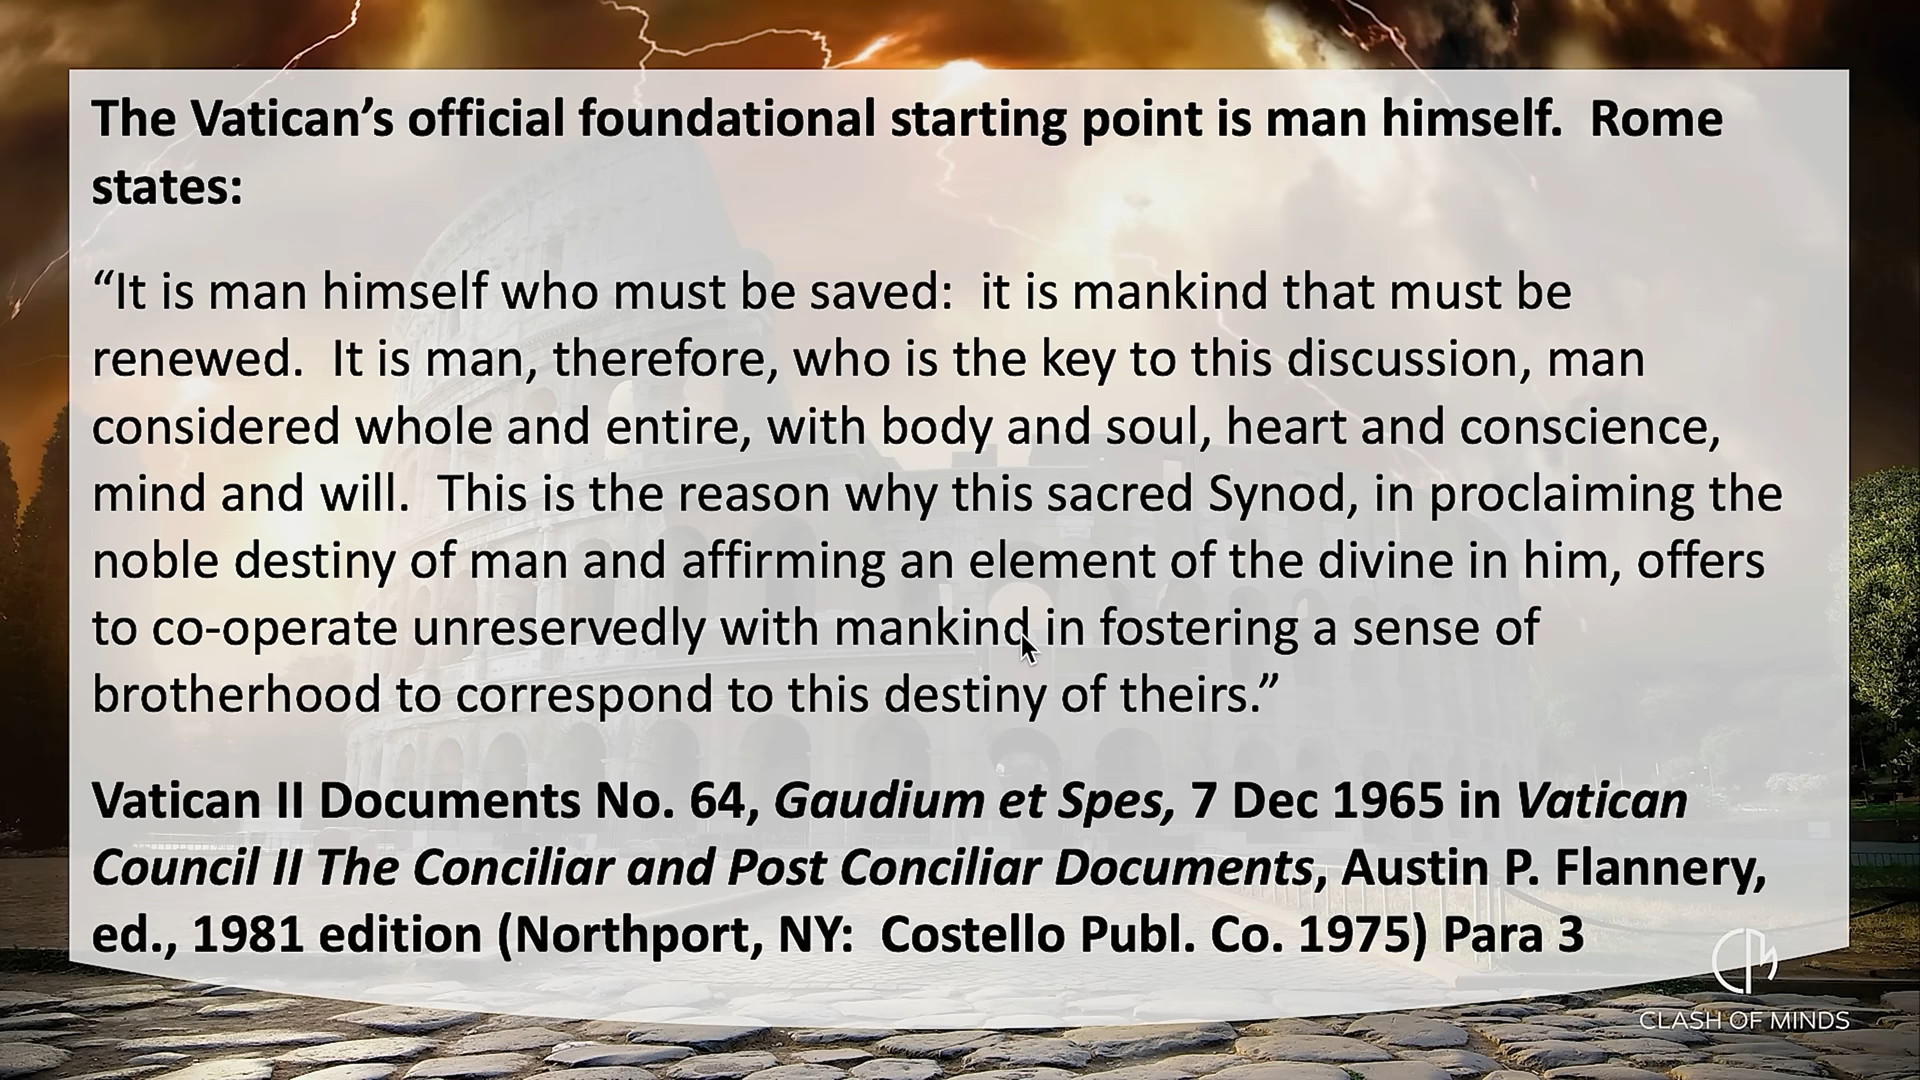 The Vatican’s official foundational starting point is man himself.  Rome
states:
“It is man himself who must be saved:  it is mankind that must be
renewed.  It is man, therefore, who is the key to this discussion, man
considered whole and entire, with body and soul, heart and conscience,
mind and will.  This is the reason why this sacred Synod, in proclaiming the
noble destiny of man and affirming an element of the divine in him, offers
to co-operate unreservedly with mankind in fostering a sense of
brotherhood to correspond to this destiny of theirs.”
Vatican II Documents No. 64, Gaudium et Spes, 7 Dec 1965 in Vatican
Council II The Conciliar and Post Conciliar Documents, Austin P. Flannery,
ed., 1981 edition (Northport, NY:  Costello Publ. Co. 1975) Para 3
CLASH OF MINDS